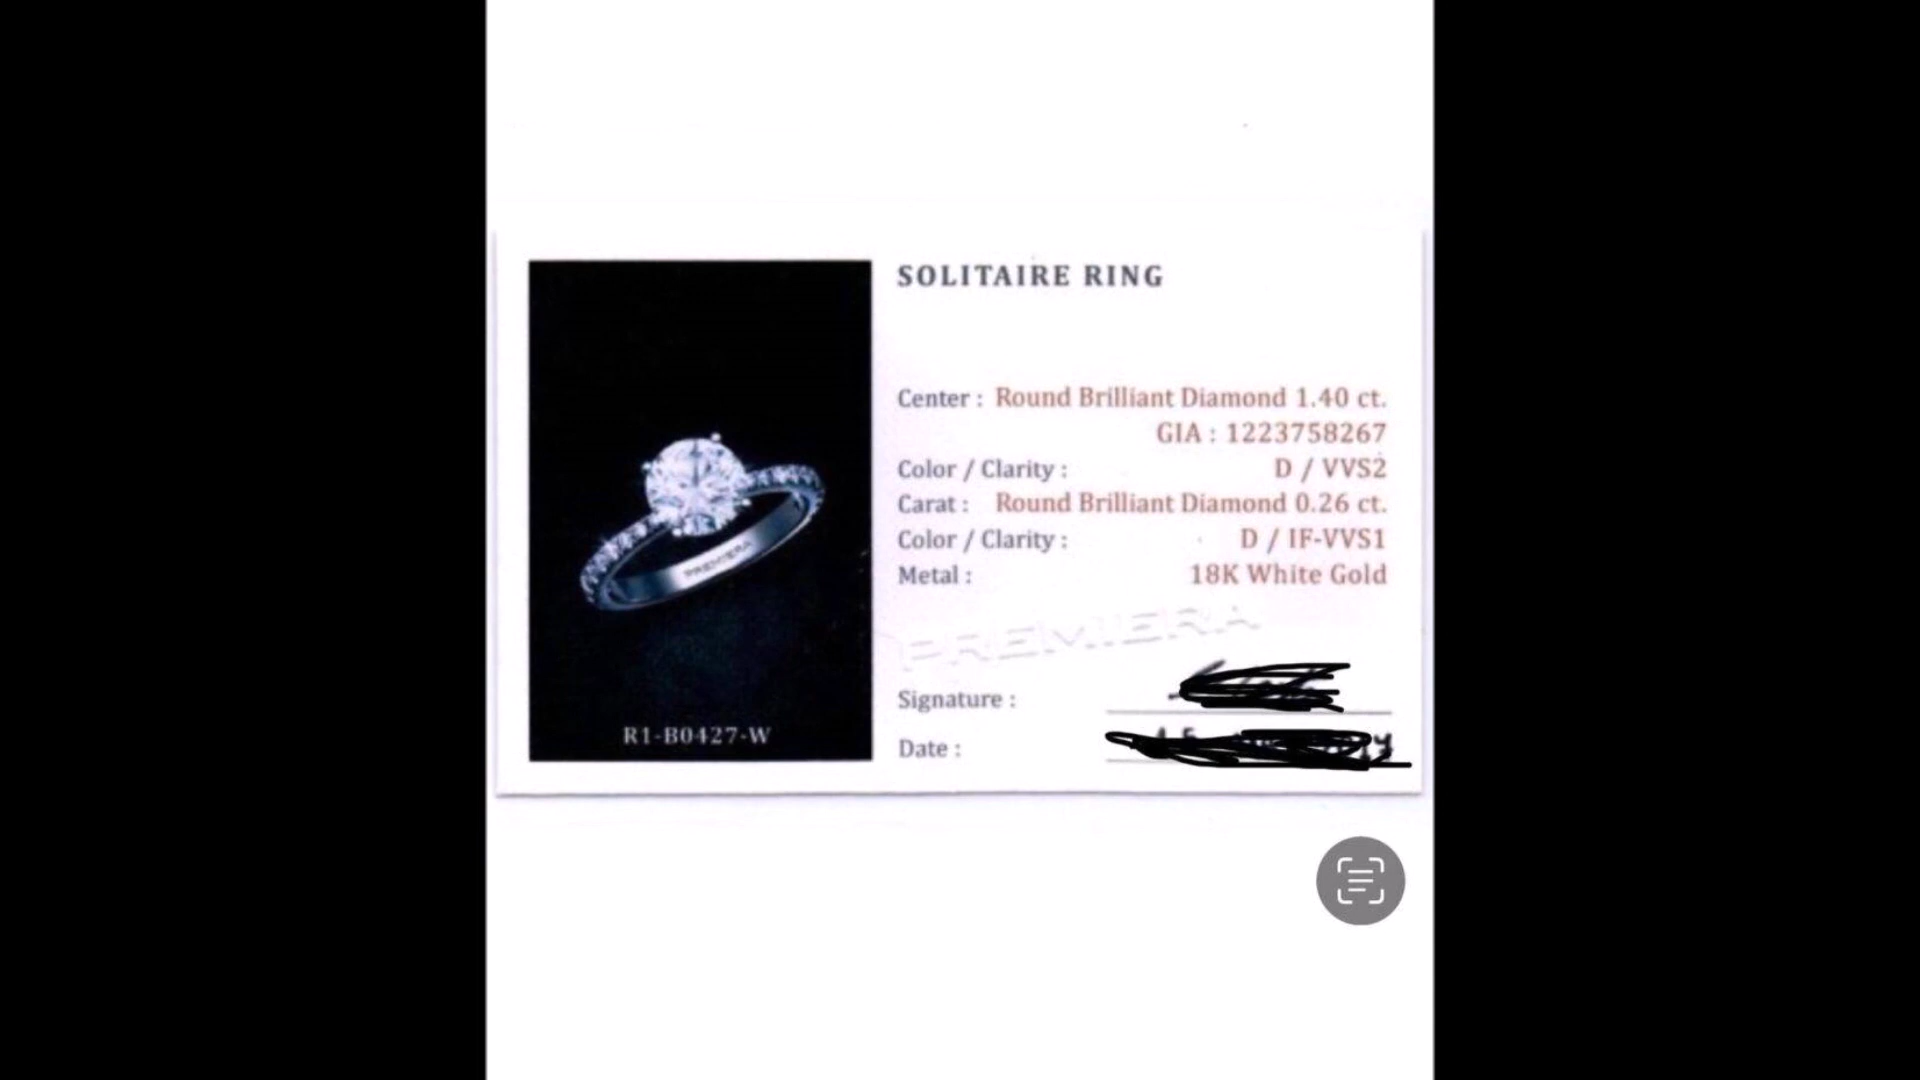 SOLITAIRE RING
Center : Round Brilliant Diamond 1.40 ct.
GIA : 1223758267
Color / Clarity : D / VVS2
Carat : Round Brilliant Diamond 0.26 ct.
Color / Clarity : D / IF-VVS1
Metal : 18K White Gold
PREMIERA
Signature :
Date :
PREMIERA
R1-B0427-W